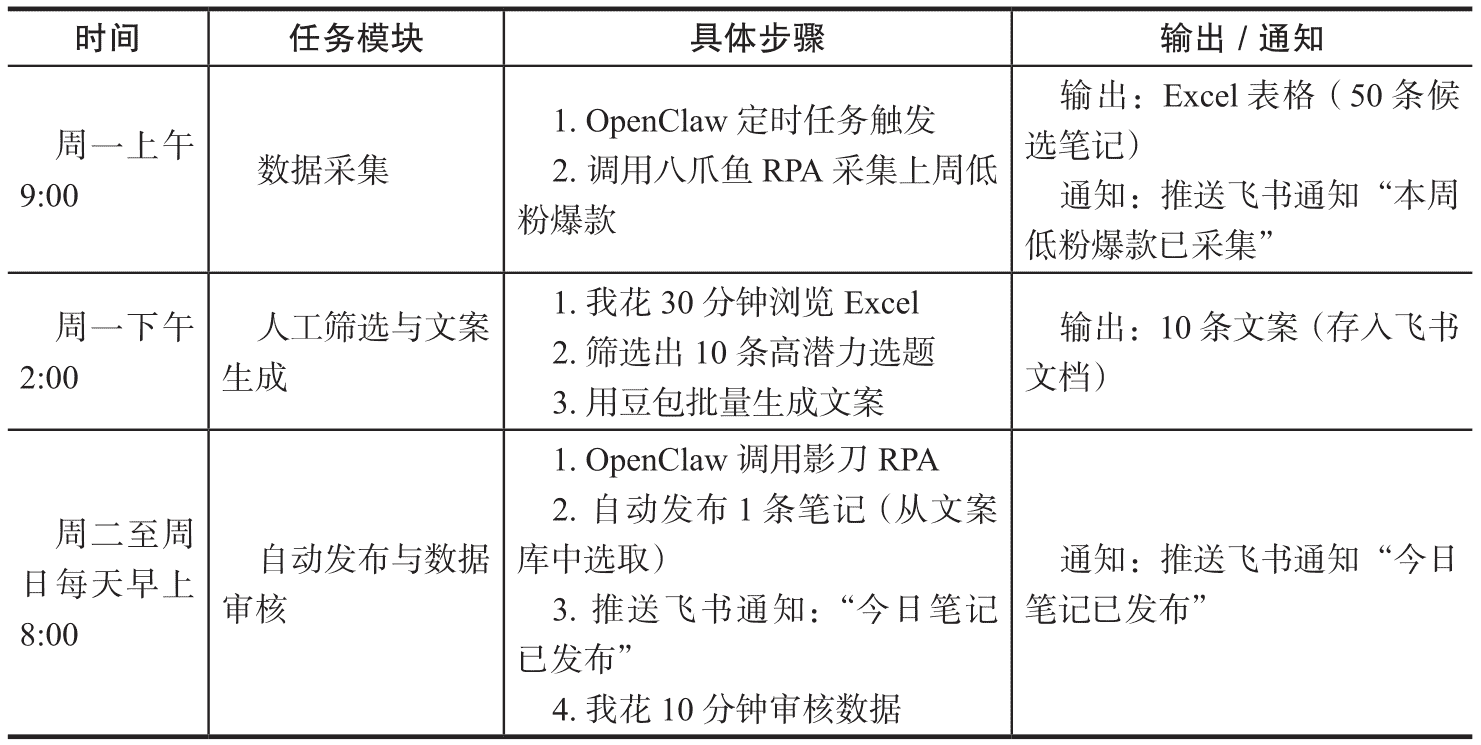 时间 任务模块 具体步骤 输出 / 通知
周一上午
9:00
数据采集
1. OpenClaw 定时任务触发
2. 调用八爪鱼 RPA 采集上周低
粉爆款
输出：Excel 表格（50 条候
选笔记）
通知：推送飞书通知“本周
低粉爆款已采集”
周一下午
2:00
人工筛选与文案
生成
1. 我花 30 分钟浏览 Excel
2. 筛选出 10 条高潜力选题
3. 用豆包批量生成文案
输出：10 条文案（存入飞书
文档）
周二至周
日每天早上
8:00
自动发布与数据
审核
1. OpenClaw 调用影刀 RPA
2. 自动发布 1 条笔记（从文案
库中选取）
3. 推送飞书通知：“今日笔记
已发布”
4. 我花 10 分钟审核数据
通知：推送飞书通知“今日
笔记已发布”